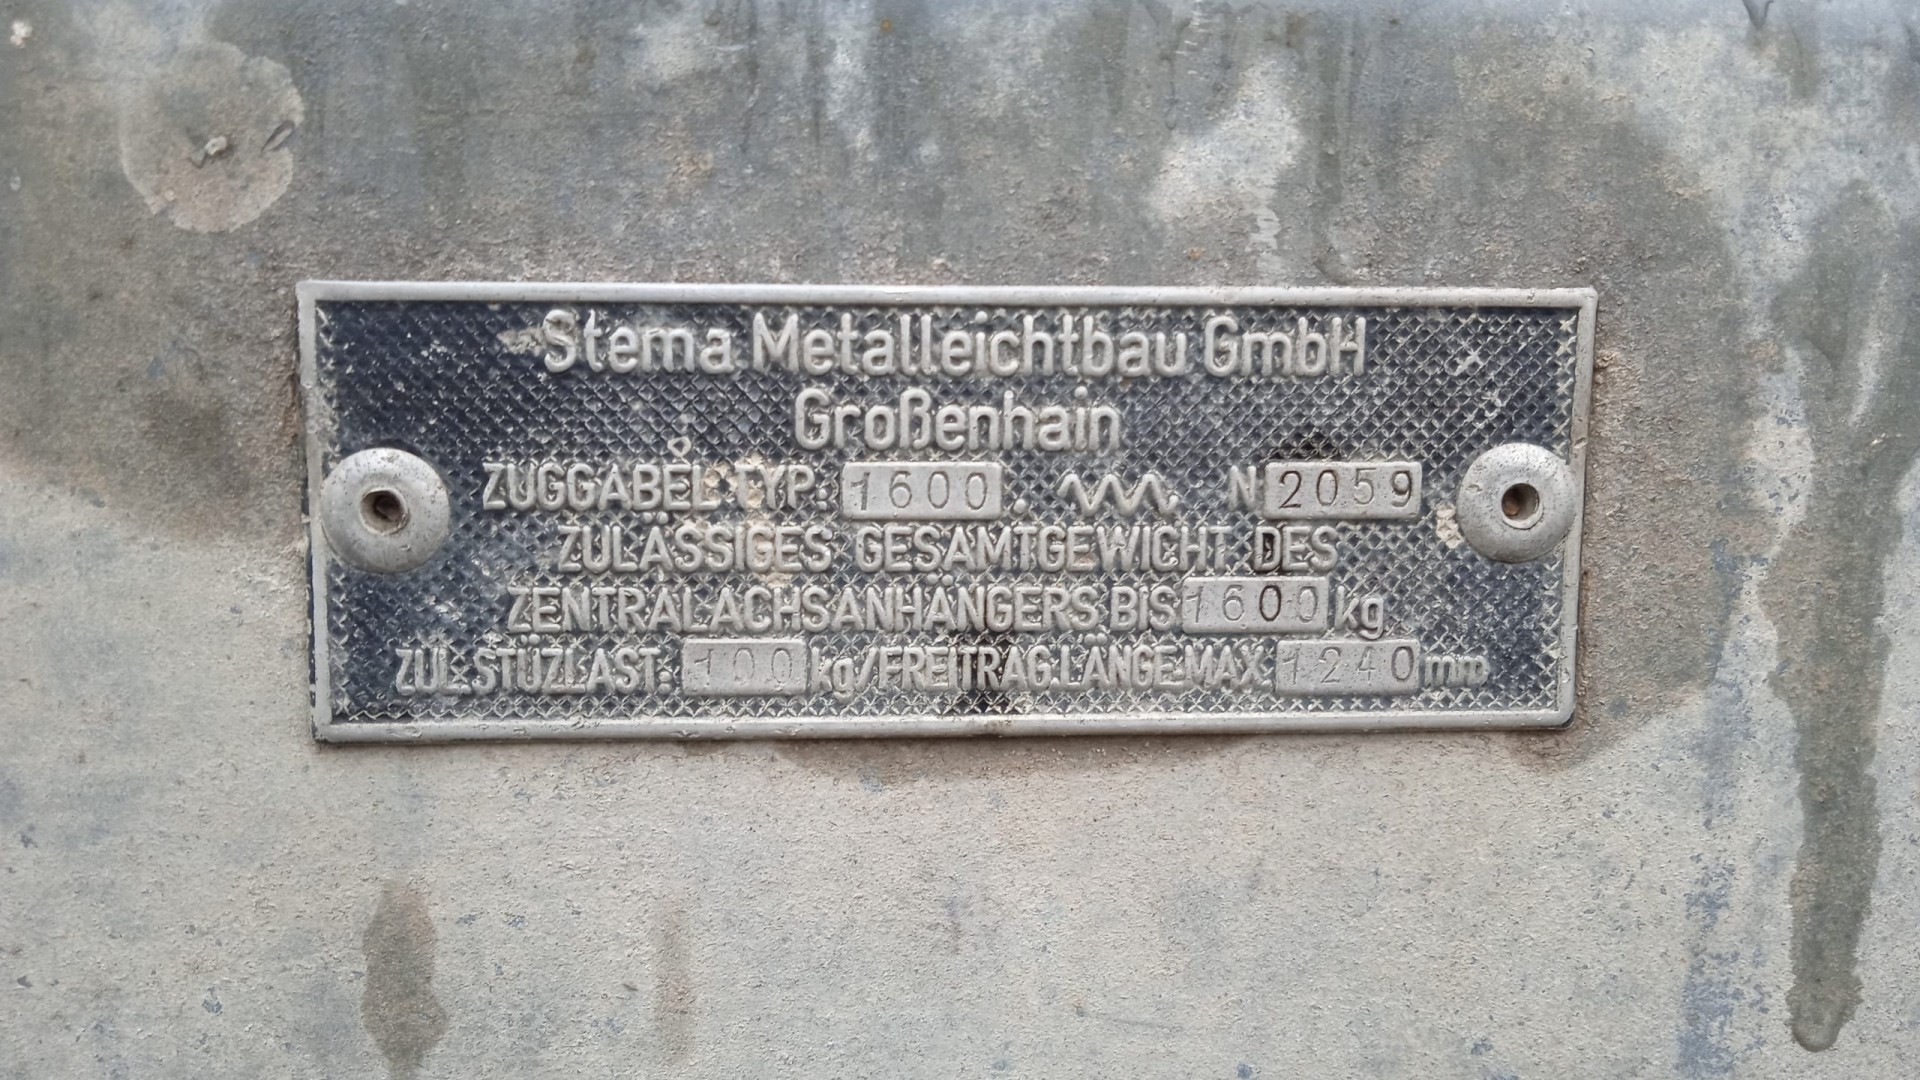 Stema Metalleichtbau GmbH
Großenhain
ZUGGABEL TYP: 1600. N 2059
ZULÄSSIGES GESAMTGEWICHT DES
ZENTRALACHSANHÄNGERS BIS 1600 kg
ZUL.STÜZLAST: 100 kg/FREITRAG.LÄNGE MAX. 1240 mm